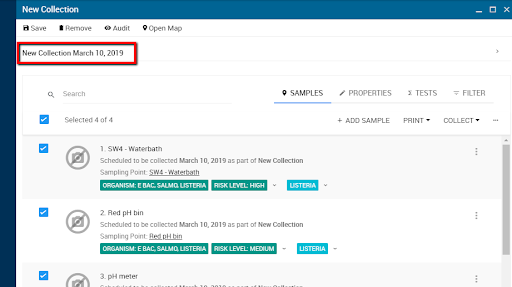 New Collection
Save Remove Audit Open Map
New Collection March 10, 2019
Search
SAMPLES PROPERTIES TESTS FILTER
Selected 4 of 4
+ ADD SAMPLE PRINT COLLECT
1. SW4 - Waterbath
Scheduled to be collected March 10, 2019 as part of New Collection
Sampling Point: SW4 - Waterbath
ORGANISM: E BAC, SALMO, LISTERIA RISK LEVEL: HIGH LISTERIA
2. Red pH bin
Scheduled to be collected March 10, 2019 as part of New Collection
Sampling Point: Red pH bin
ORGANISM: E BAC, SALMO, LISTERIA RISK LEVEL: MEDIUM LISTERIA
3. pH meter
Scheduled to be collected March 10, 2019 as part of New Collection